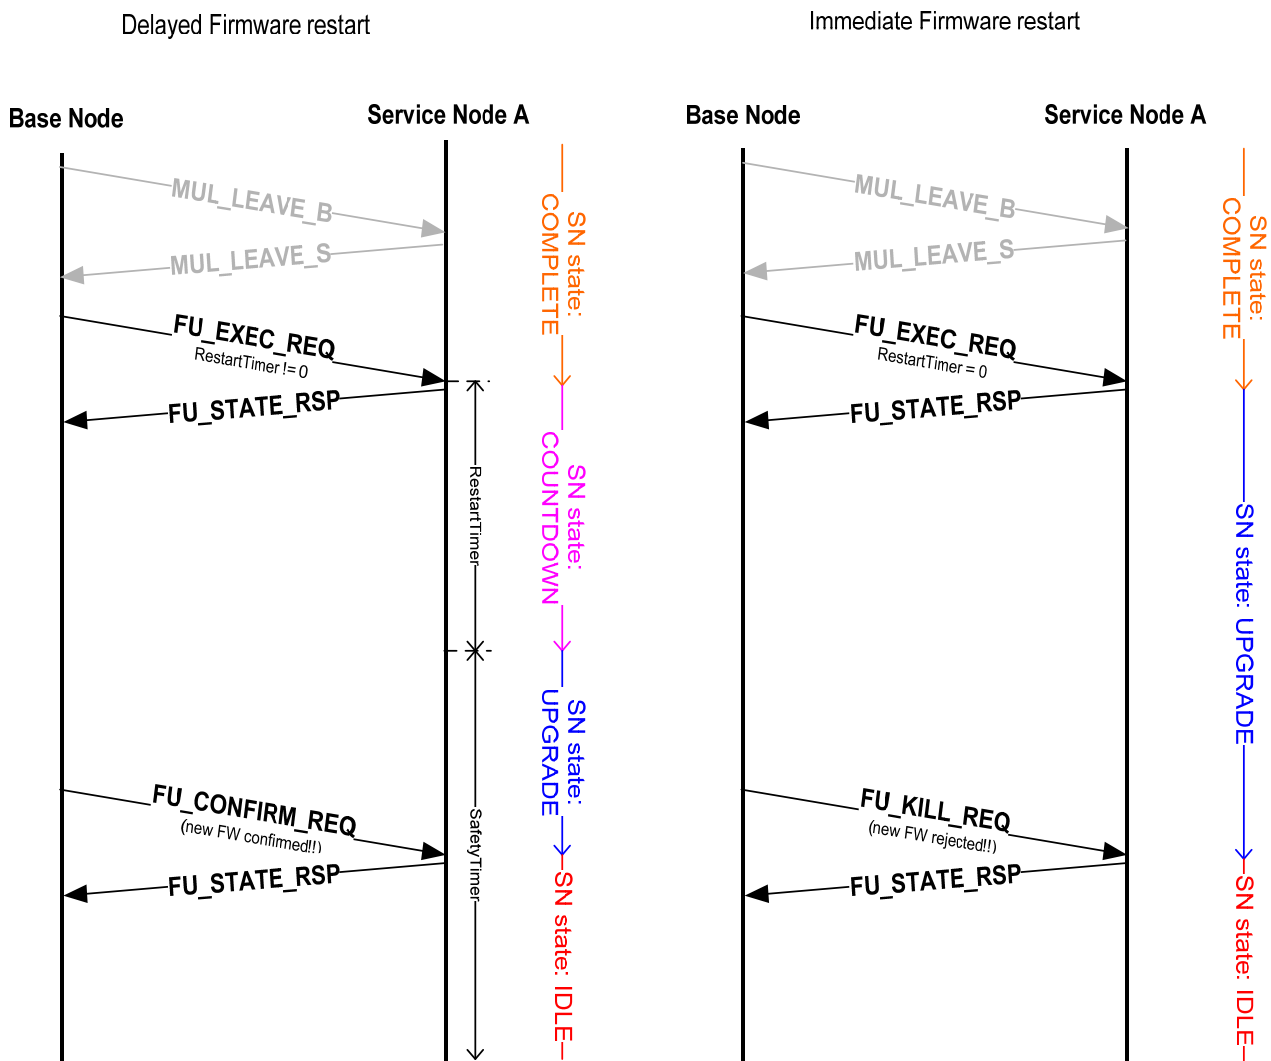 Delayed Firmware restart
Immediate Firmware restart
Base Node
Service Node A
MUL_LEAVE_B
MUL_LEAVE_S
FU_EXEC_REQ
RestartTimer != 0
FU_STATE_RSP
RestartTimer
FU_CONFIRM_REQ
(new FW confirmed!!)
FU_STATE_RSP
SafetyTimer
SN state:
COMPLETE
SN state:
COUNTDOWN
SN state:
UPGRADE
SN state: IDLE
Base Node
Service Node A
MUL_LEAVE_B
MUL_LEAVE_S
FU_EXEC_REQ
RestartTimer = 0
FU_STATE_RSP
FU_KILL_REQ
(new FW rejected!!)
FU_STATE_RSP
SN state:
COMPLETE
SN state: UPGRADE
SN state: IDLE